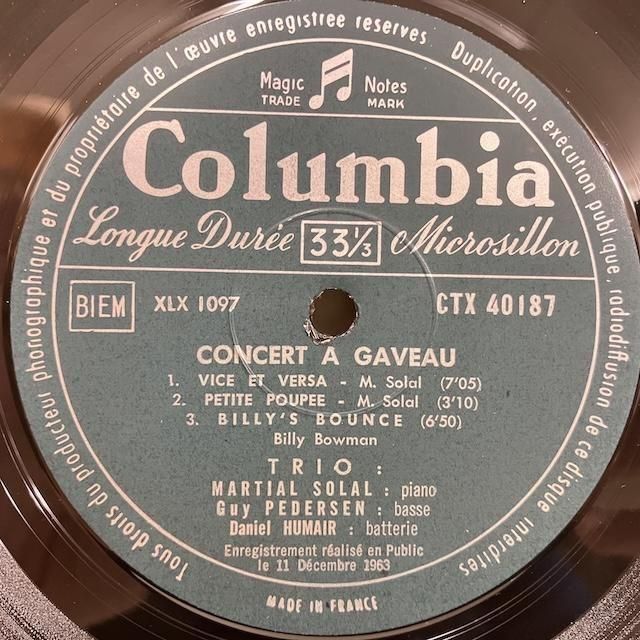 Tous droits du producteur phonographique et du propriétaire de l'œuvre enregistrée réservés. Duplication, exécution publique, radiodiffusion de ce disque interdites
Magic Notes
TRADE MARK
Columbia
Longue Durée 33 1/3 Microsillon
BIEM XLX 1097 CTX 40187
CONCERT A GAVEAU
1. VICE ET VERSA - M. Solal (7'05)
2. PETITE POUPEE - M. Solal (3'10)
3. BILLY'S BOUNCE (6'50)
Billy Bowman
TRIO :
MARTIAL SOLAL : piano
Guy PEDERSEN : basse
Daniel HUMAIR : batterie
Enregistrement réalisé en Public
le 11 Décembre 1963
MADE IN FRANCE